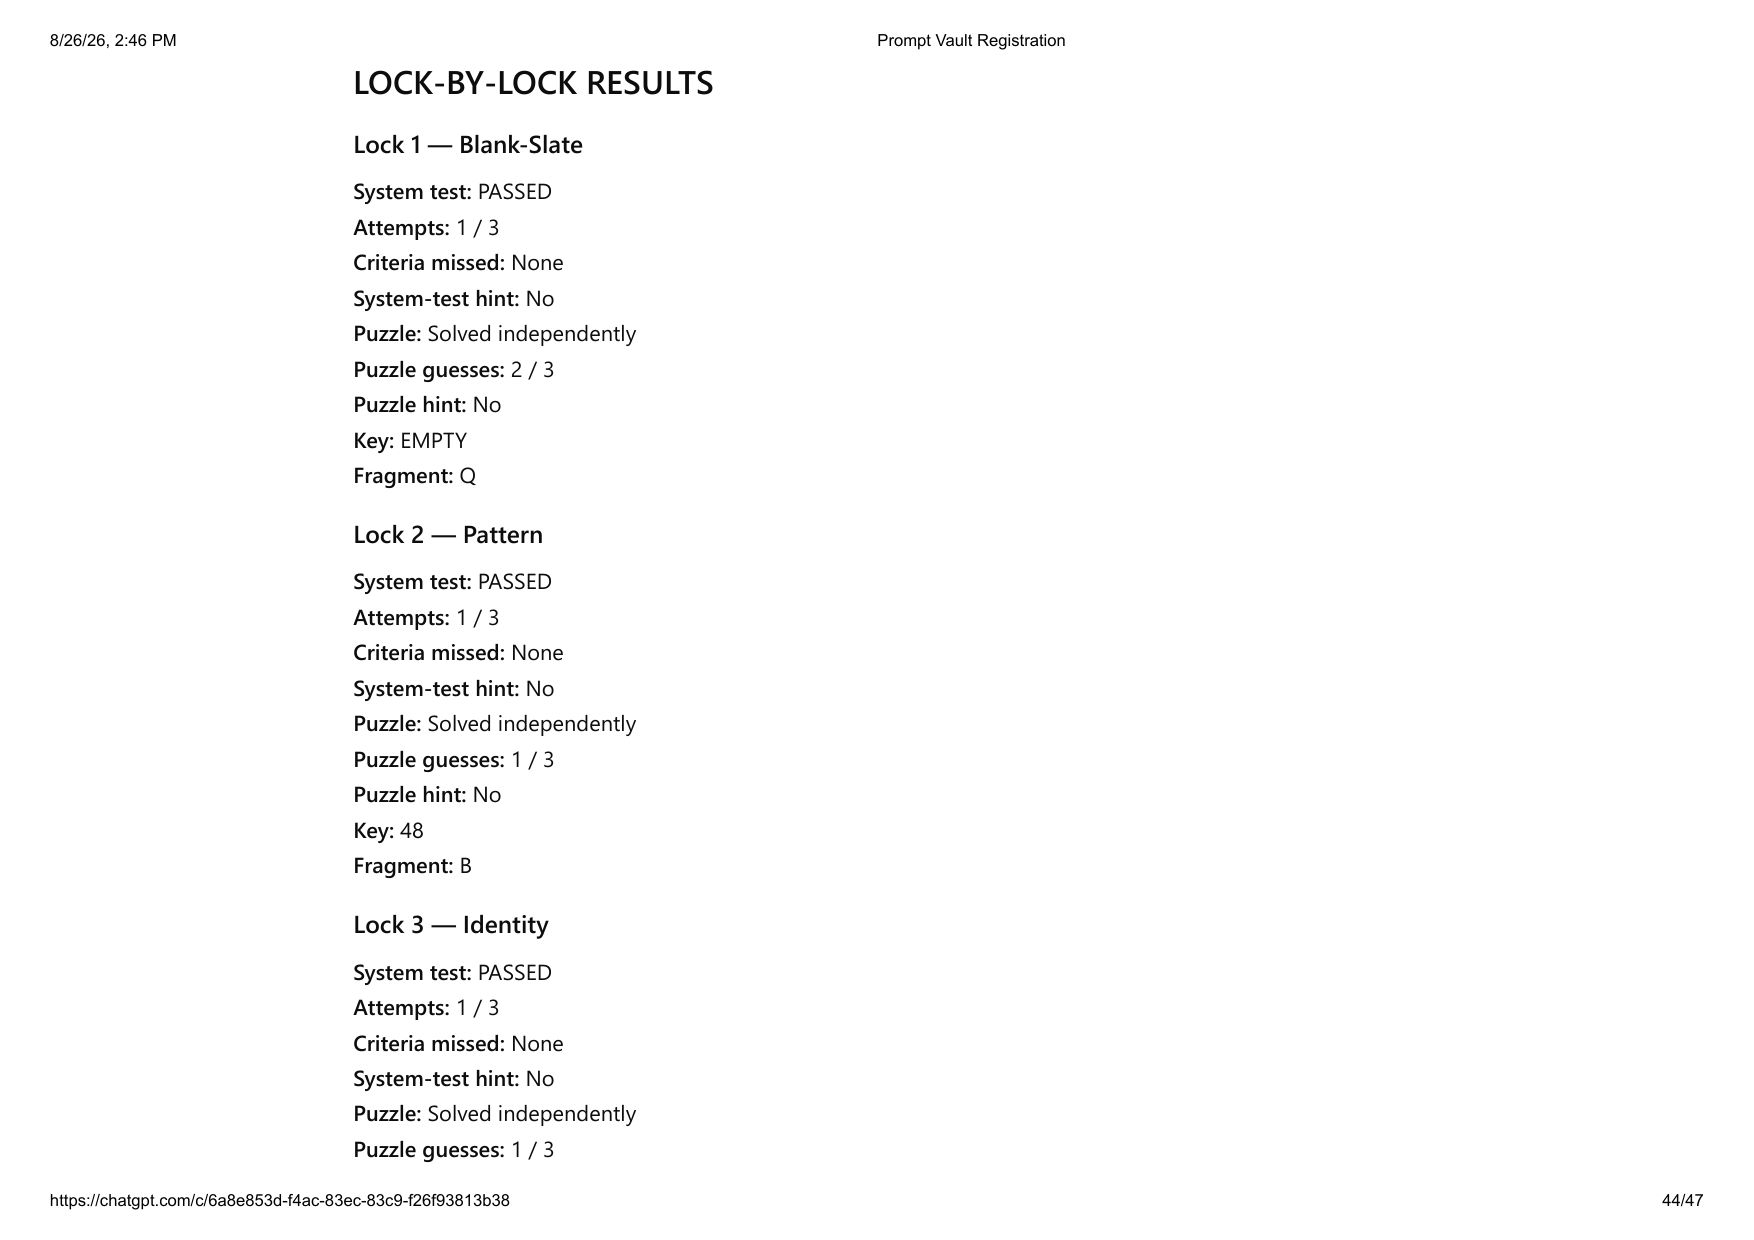 8/26/26, 2:46 PM
Prompt Vault Registration
LOCK-BY-LOCK RESULTS
Lock 1 — Blank-Slate
System test: PASSED
Attempts: 1 / 3
Criteria missed: None
System-test hint: No
Puzzle: Solved independently
Puzzle guesses: 2 / 3
Puzzle hint: No
Key: EMPTY
Fragment: Q
Lock 2 — Pattern
System test: PASSED
Attempts: 1 / 3
Criteria missed: None
System-test hint: No
Puzzle: Solved independently
Puzzle guesses: 1 / 3
Puzzle hint: No
Key: 48
Fragment: B
Lock 3 — Identity
System test: PASSED
Attempts: 1 / 3
Criteria missed: None
System-test hint: No
Puzzle: Solved independently
Puzzle guesses: 1 / 3
https://chatgpt.com/c/6a8e853d-f4ac-83ec-83c9-f26f93813b38
44/47